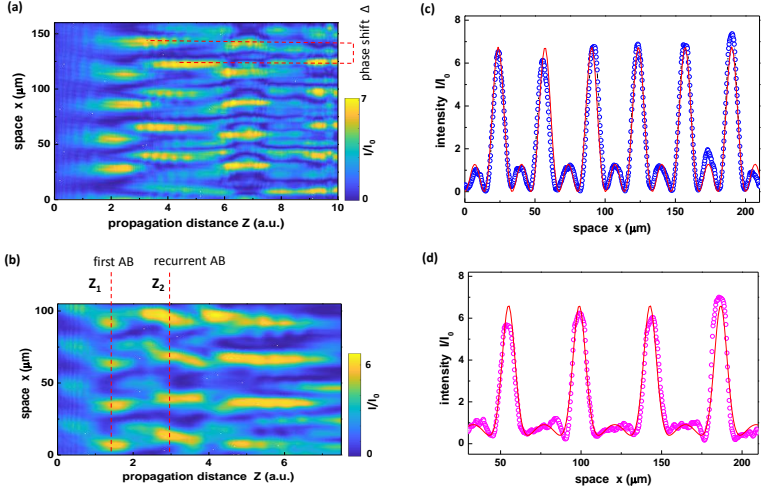 (a)
space x (μm)
150
100
50
0
0 2 4 6 8 10
propagation distance Z (a.u.)
phase shift Δ
7
I/I0
0
(b)
first AB recurrent AB
Z1 Z2
space x (μm)
100
50
0
0 2 4 6
propagation distance Z (a.u.)
6
I/I0
0
(c)
intensity I/I0
8
6
4
2
0
0 50 100 150 200
space x (μm)
(d)
intensity I/I0
8
6
4
2
0
50 100 150 200
space x (μm)